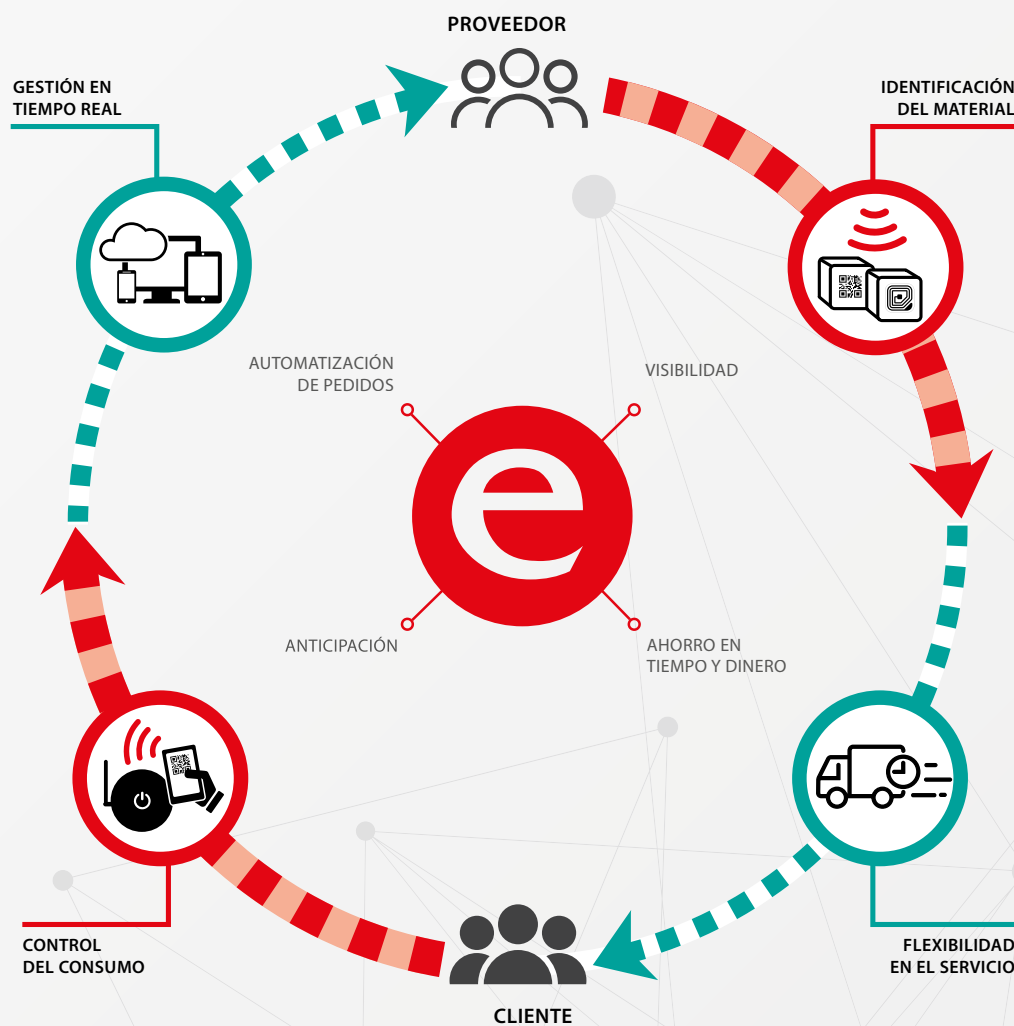 PROVEEDOR
GESTIÓN EN
TIEMPO REAL
IDENTIFICACIÓN
DEL MATERIAL
AUTOMATIZACIÓN
DE PEDIDOS
VISIBILIDAD
e
ANTICIPACIÓN
AHORRO EN
TIEMPO Y DINERO
CONTROL
DEL CONSUMO
FLEXIBILIDAD
EN EL SERVICIO
CLIENTE